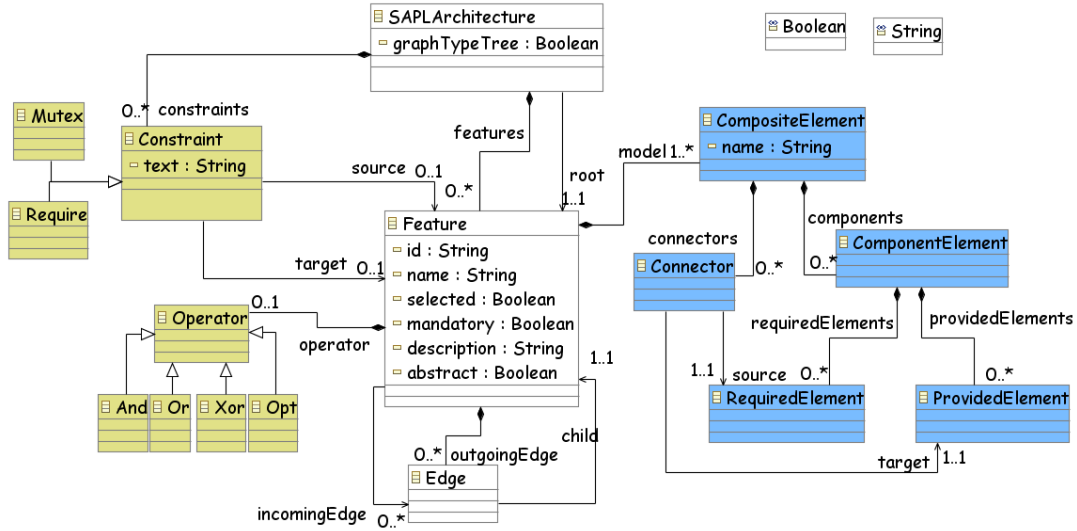 SAPLArchitecture
graphTypeTree : Boolean
Boolean
String
0..* constraints
Mutex
Constraint
text : String
Require
features
source 0..1
0..*
root
1..1
model 1..*
CompositeElement
name : String
connectors
components
0..*
0..*
Connector
ComponentElement
Feature
id : String
name : String
selected : Boolean
mandatory : Boolean
description : String
abstract : Boolean
target 0..1
0..1
Operator
operator
And
Or
Xor
Opt
requiredElements
providedElements
1..1 source 0..*
0..*
RequiredElement
ProvidedElement
target 1..1
1..1
child
0..* outgoingEdge
Edge
incomingEdge 0..*